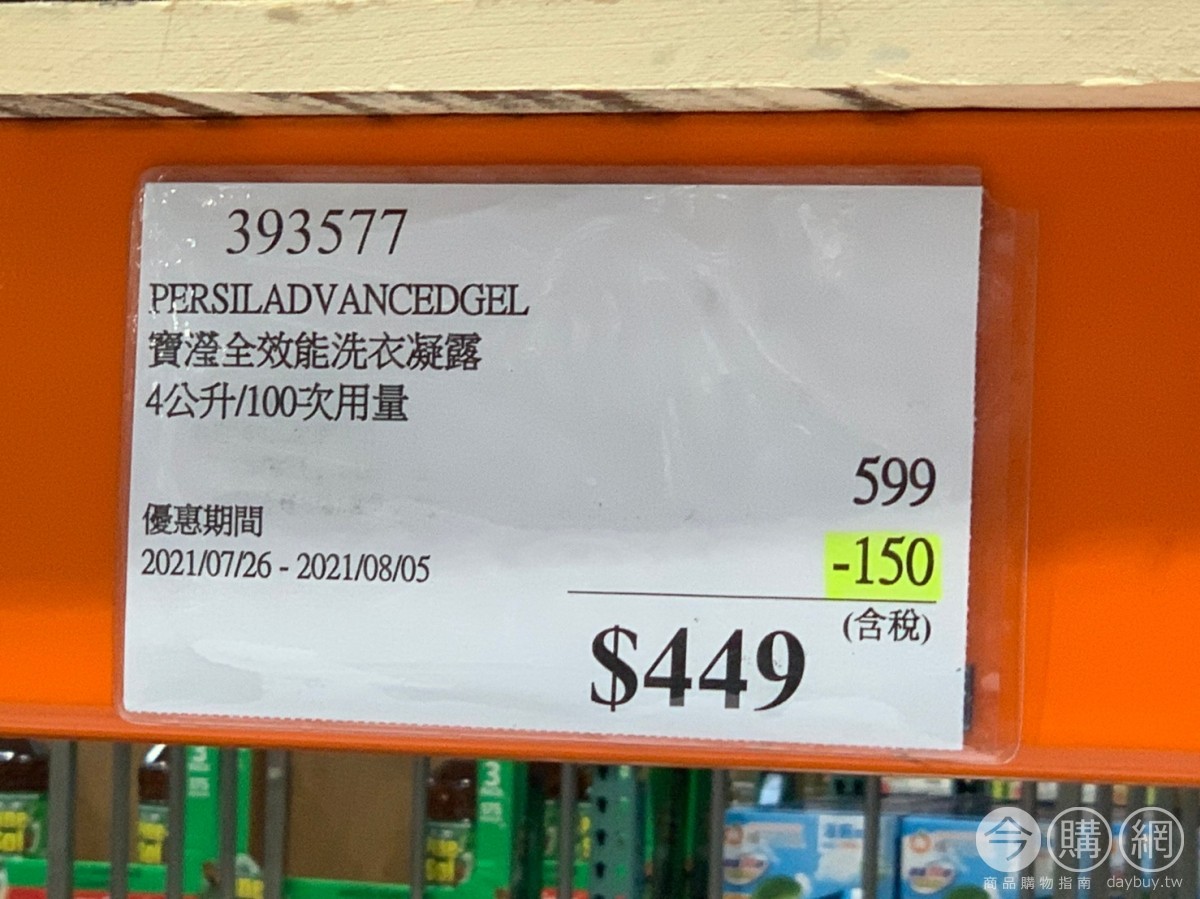 393577
PERSILADVANCEDGEL
寶瀅全效能洗衣凝露
4公升/100次用量
599
優惠期間
-150
2021/07/26 - 2021/08/05
(含稅)
$449
今購網
商品購物指南 daybuy.tw